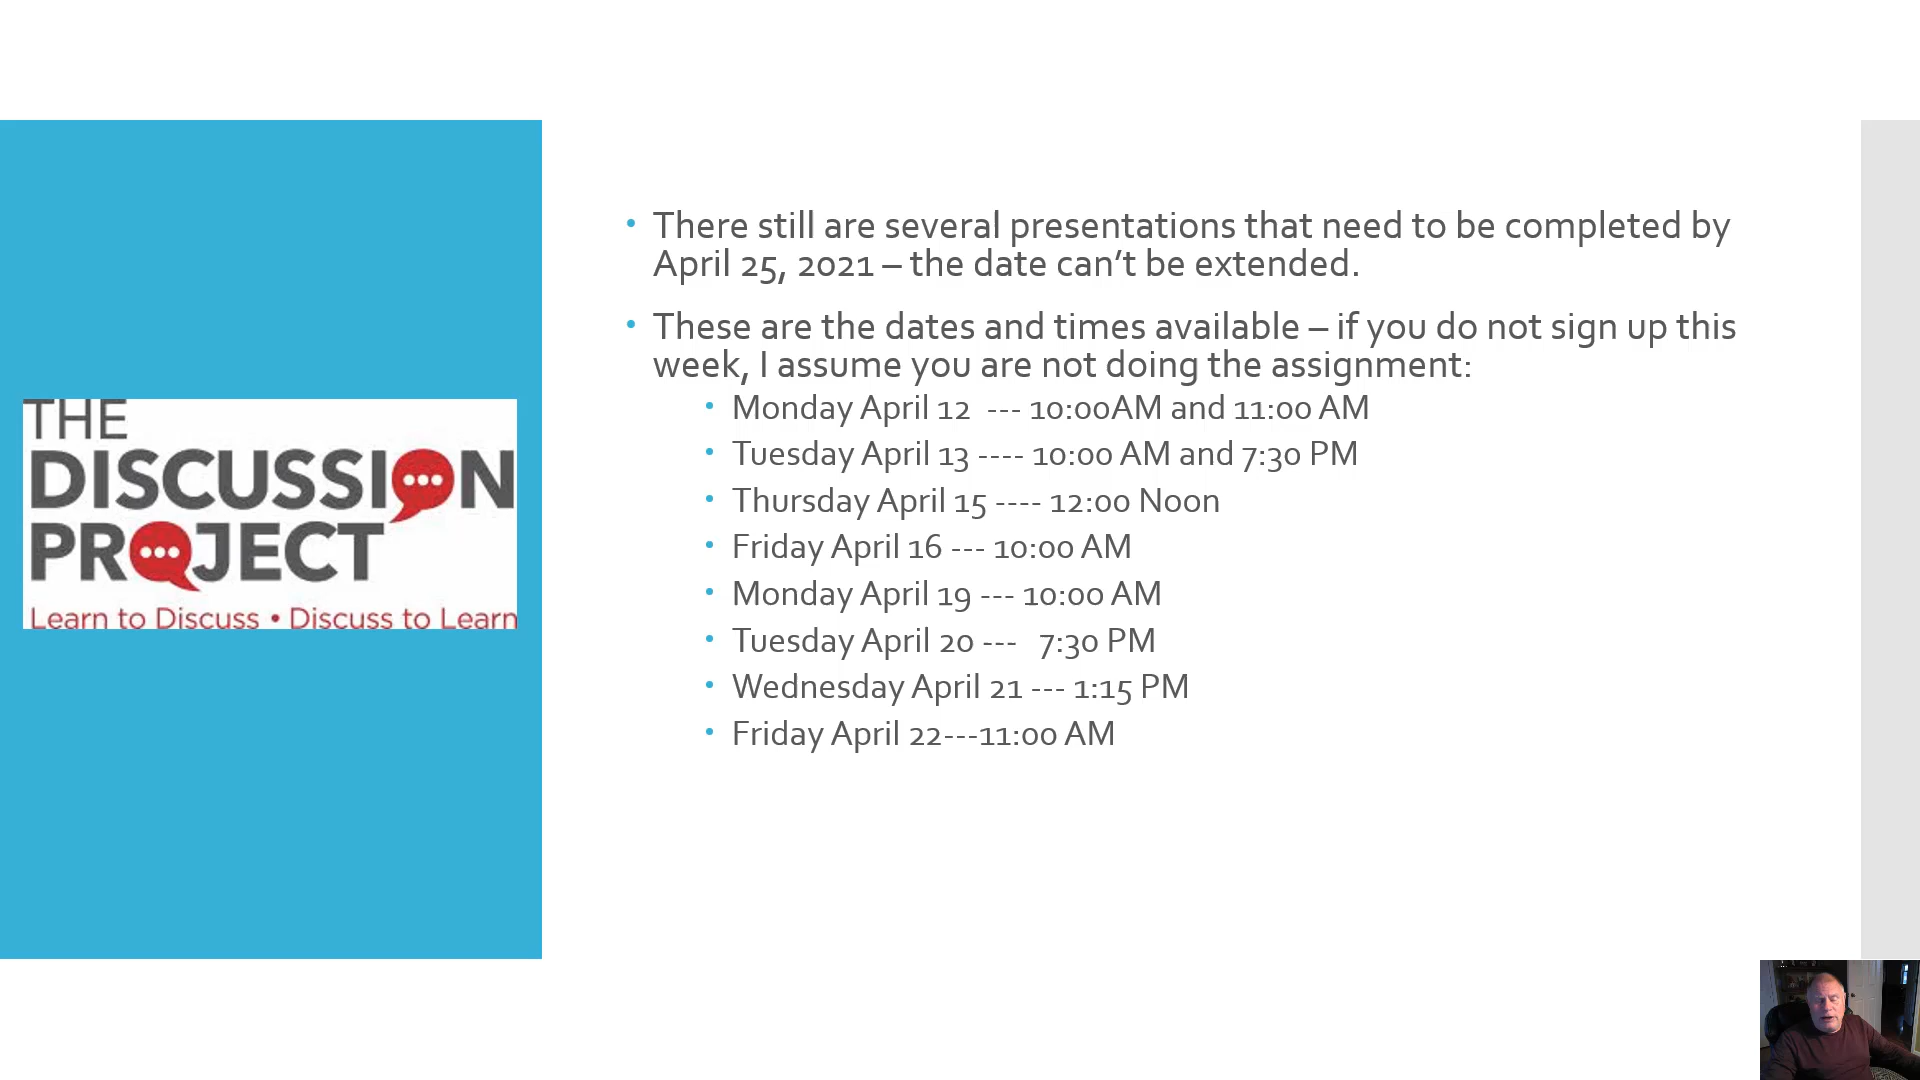 THE
DISCUSSION
PROJECT
Learn to Discuss • Discuss to Learn
There still are several presentations that need to be completed by
April 25, 2021 – the date can’t be extended.
These are the dates and times available – if you do not sign up this
week, I assume you are not doing the assignment:
Monday April 12 --- 10:00AM and 11:00 AM
Tuesday April 13 ---- 10:00 AM and 7:30 PM
Thursday April 15 ---- 12:00 Noon
Friday April 16 --- 10:00 AM
Monday April 19 --- 10:00 AM
Tuesday April 20 --- 7:30 PM
Wednesday April 21 --- 1:15 PM
Friday April 22---11:00 AM